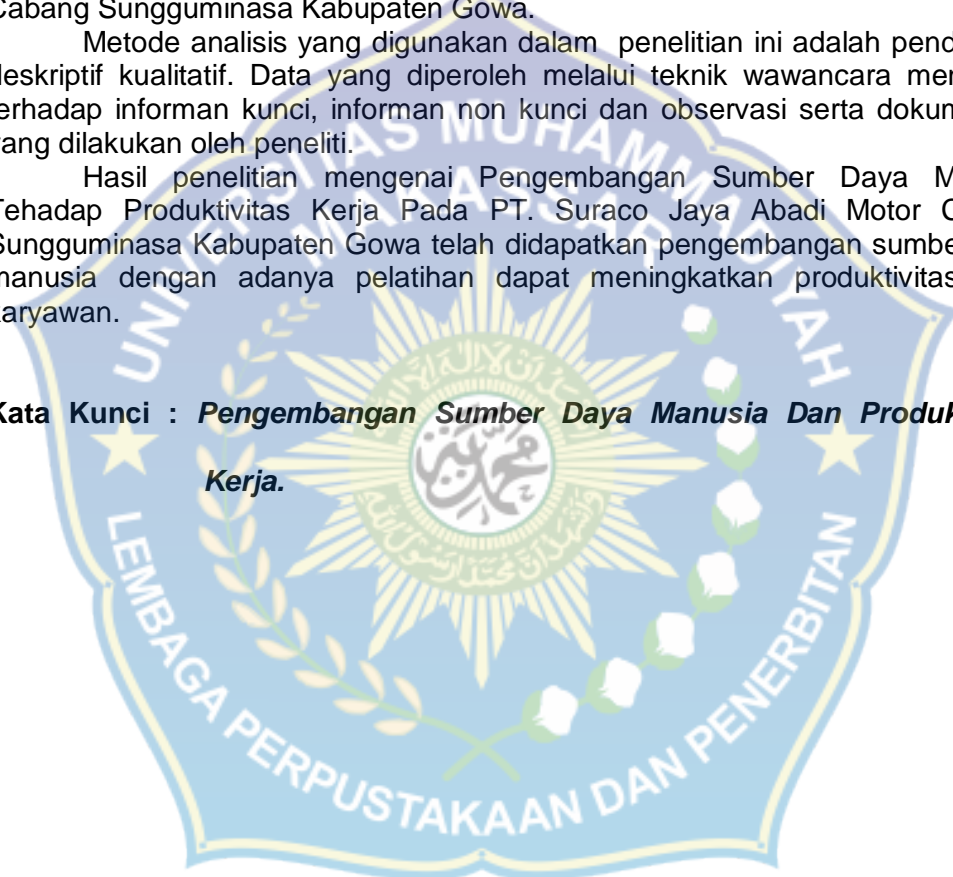 Cabang Sungguminasa Kabupaten Gowa.
Metode analisis yang digunakan dalam penelitian ini adalah pend
deskriptif kualitatif. Data yang diperoleh melalui teknik wawancara men
terhadap informan kunci, informan non kunci dan observasi serta dokum
yang dilakukan oleh peneliti.
Hasil penelitian mengenai Pengembangan Sumber Daya M
Tehadap Produktivitas Kerja Pada PT. Suraco Jaya Abadi Motor C
Sungguminasa Kabupaten Gowa telah didapatkan pengembangan sumbe
manusia dengan adanya pelatihan dapat meningkatkan produktivitas
karyawan.
Kata Kunci : Pengembangan Sumber Daya Manusia Dan Produk
Kerja.
UNIVERSITAS MUHAMMADIYAH
MAKASSAR
LEMBAGA PERPUSTAKAAN DAN PENERBITAN